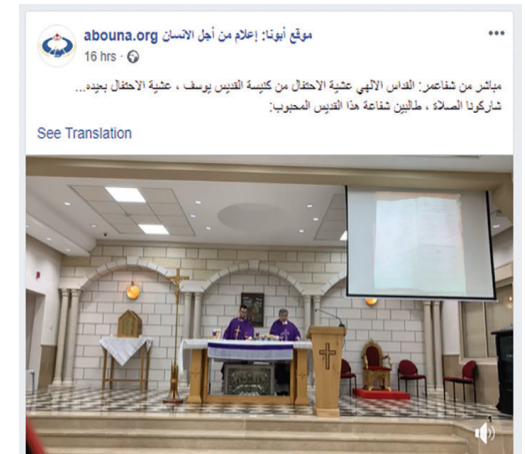 موقع أبونا: إعلام من أجل الانسان abouna.org
16 hrs ·
مباشر من شفاعمر: القداس الالهي عشية الاحتفال من كنيسة القديس يوسف ، عشية الاحتفال بعيده...
شاركونا الصلاة ، طالبين شفاعة هذا القديس المحبوب:
See Translation